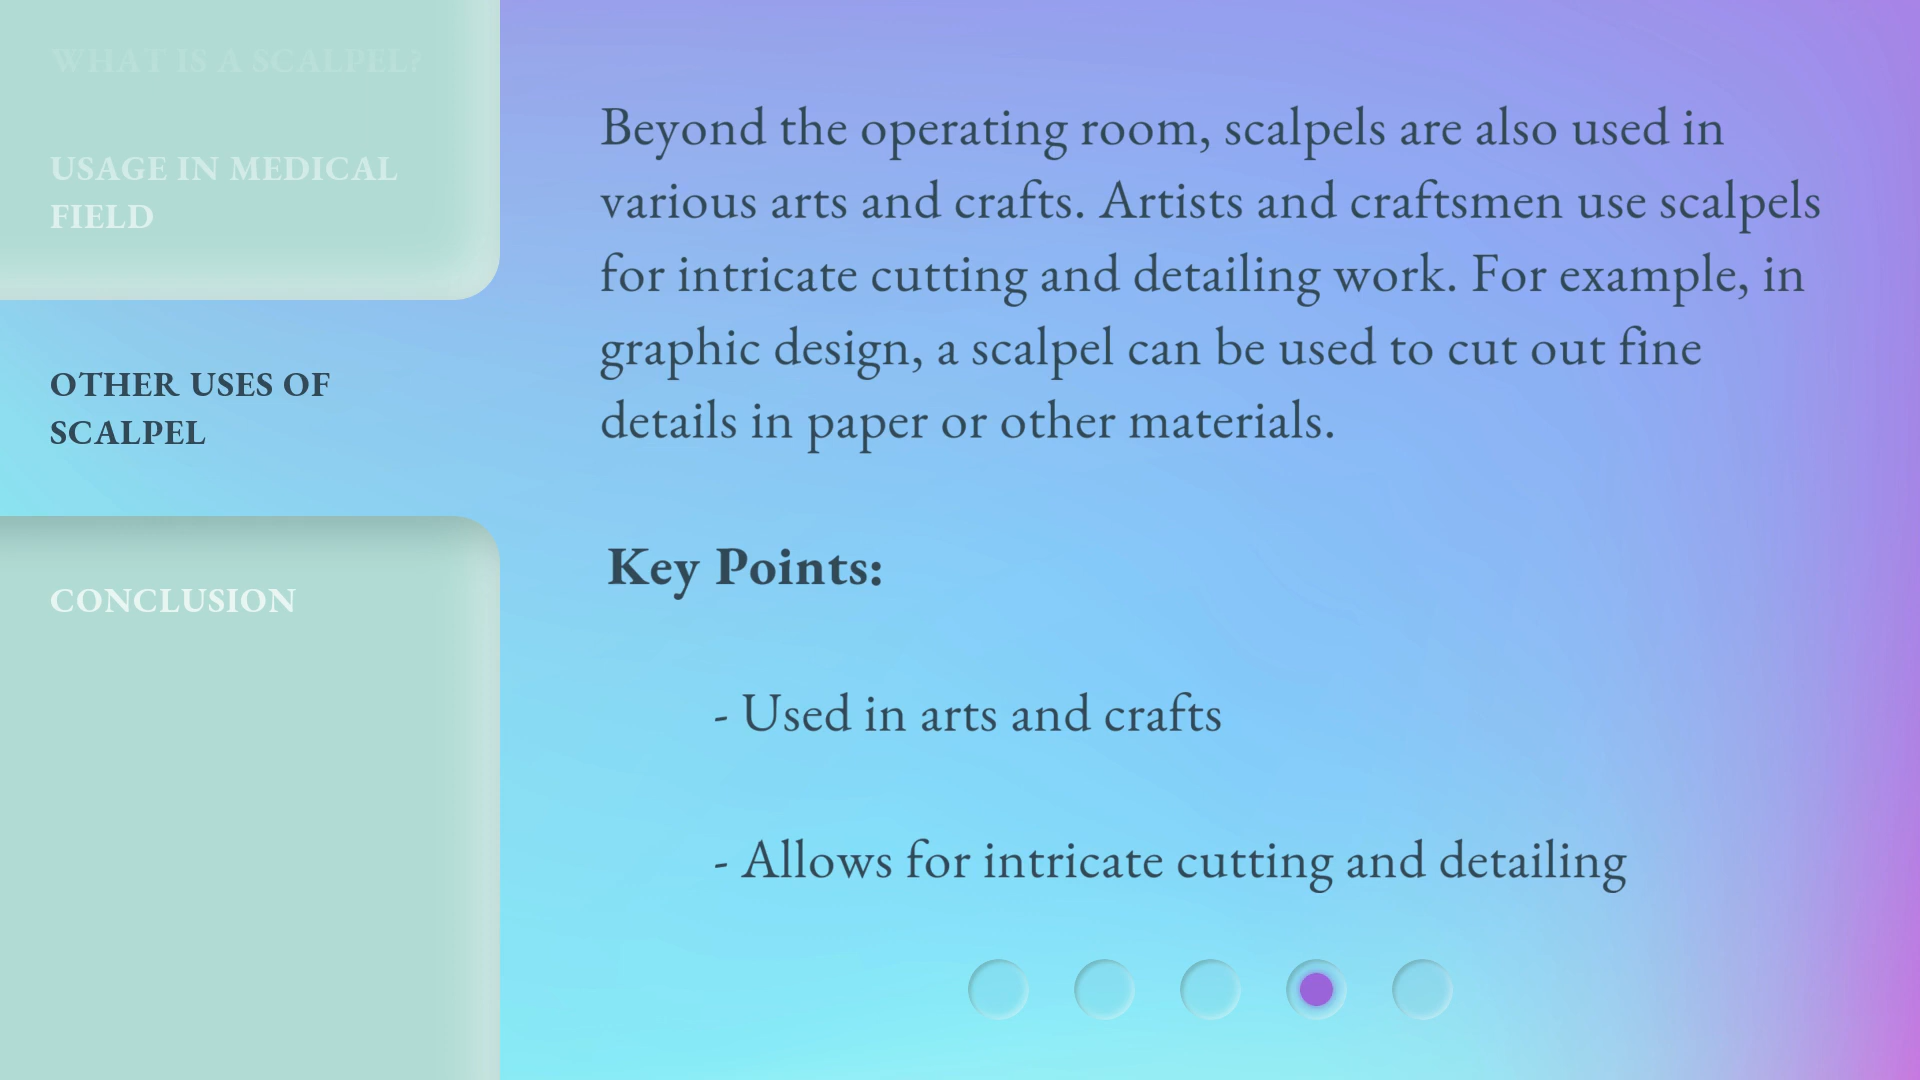 WHAT IS A SCALPEL?
USAGE IN MEDICAL
FIELD
OTHER USES OF
SCALPEL
CONCLUSION
Beyond the operating room, scalpels are also used in
various arts and crafts. Artists and craftsmen use scalpels
for intricate cutting and detailing work. For example, in
graphic design, a scalpel can be used to cut out fine
details in paper or other materials.
Key Points:
- Used in arts and crafts
- Allows for intricate cutting and detailing